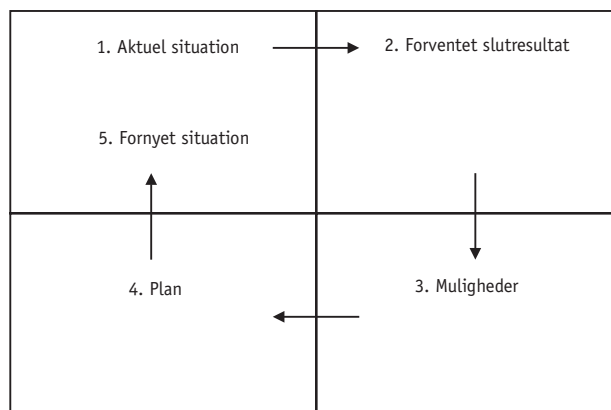 1. Aktuel situation
2. Forventet slutresultat
5. Fornyet situation
4. Plan
3. Muligheder